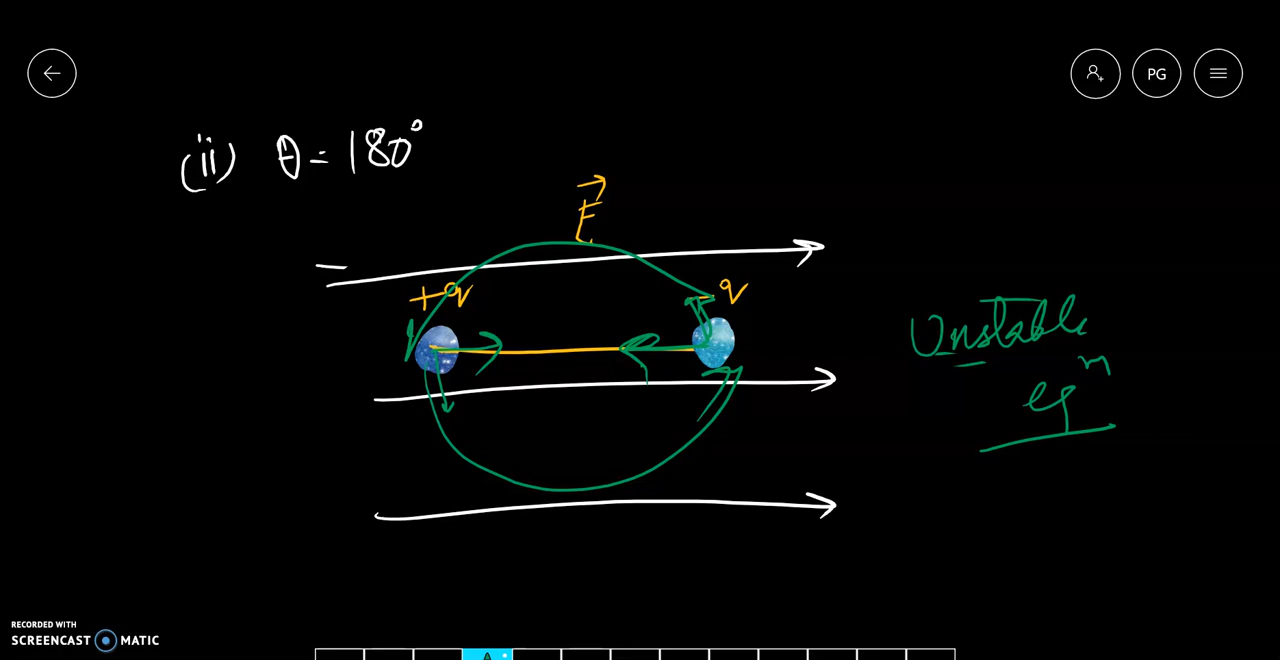 PG
(ii) θ = 180°
E
+q
-q
Unstable
eqⁿ
RECORDED WITH
SCREENCAST MATIC